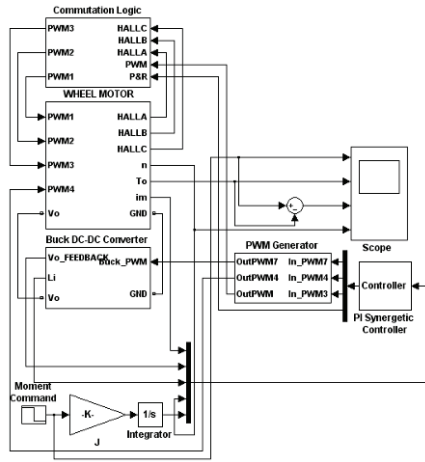 Commutation Logic
PWM3 HALLC
HALLB
PWM2 HALLA
PWM
PWM1 P&R
WHEEL MOTOR
PWM1 HALLA
HALLB
PWM2
HALLC
PWM3 n
To
PWM4
im
Vo GND
Scope
Buck DC-DC Converter
Vo_FEEDBACK
Buck_PWM
Li
Vo GND
PWM Generator
OutPWM7 In_PWM7
OutPWM4 In_PWM4
OutPWM In_PWM3
Controller
PI Synergetic
Controller
Moment
Command
-K-
1/s
Integrator
J